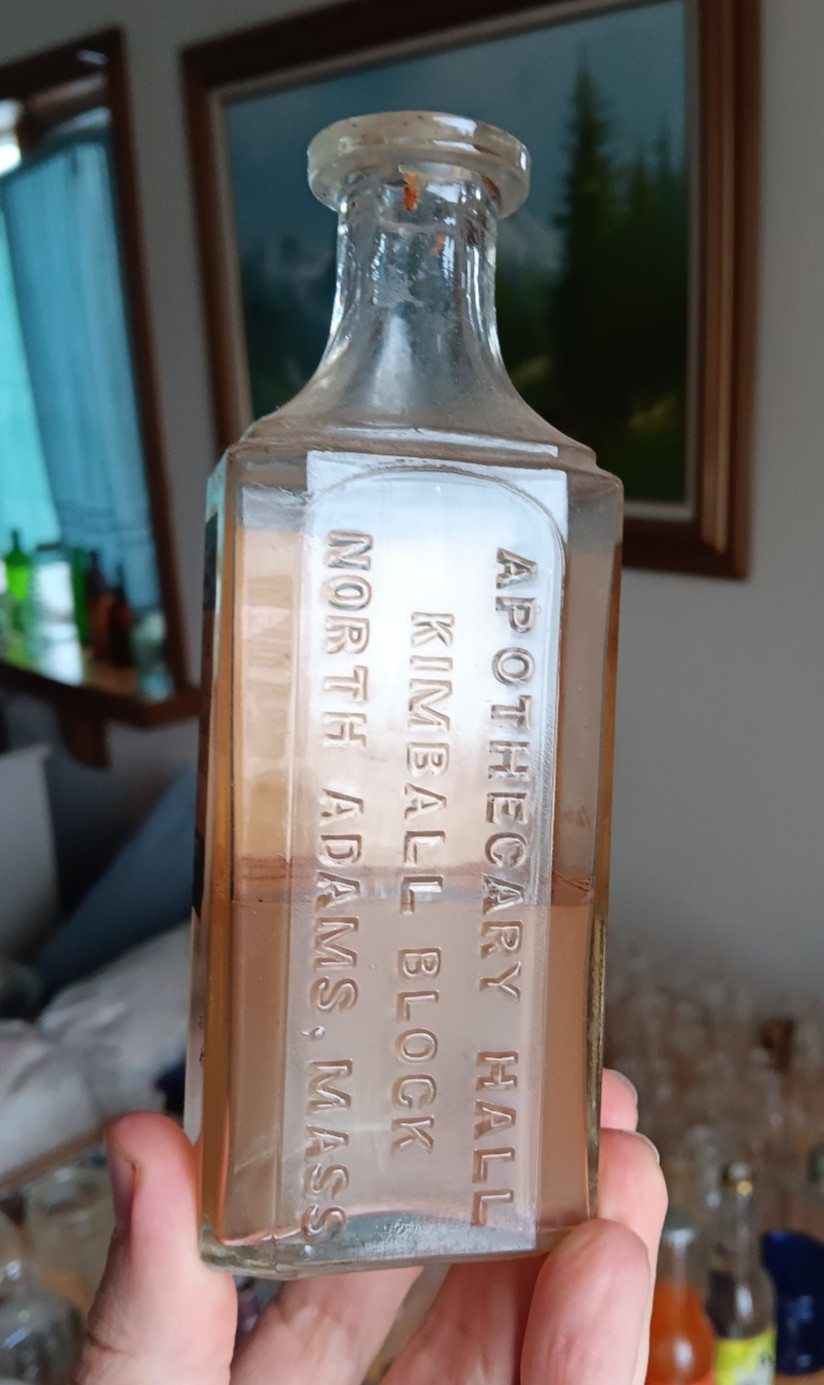 APOTHECARY HALL
KIMBALL BLOCK
NORTH ADAMS, MASS